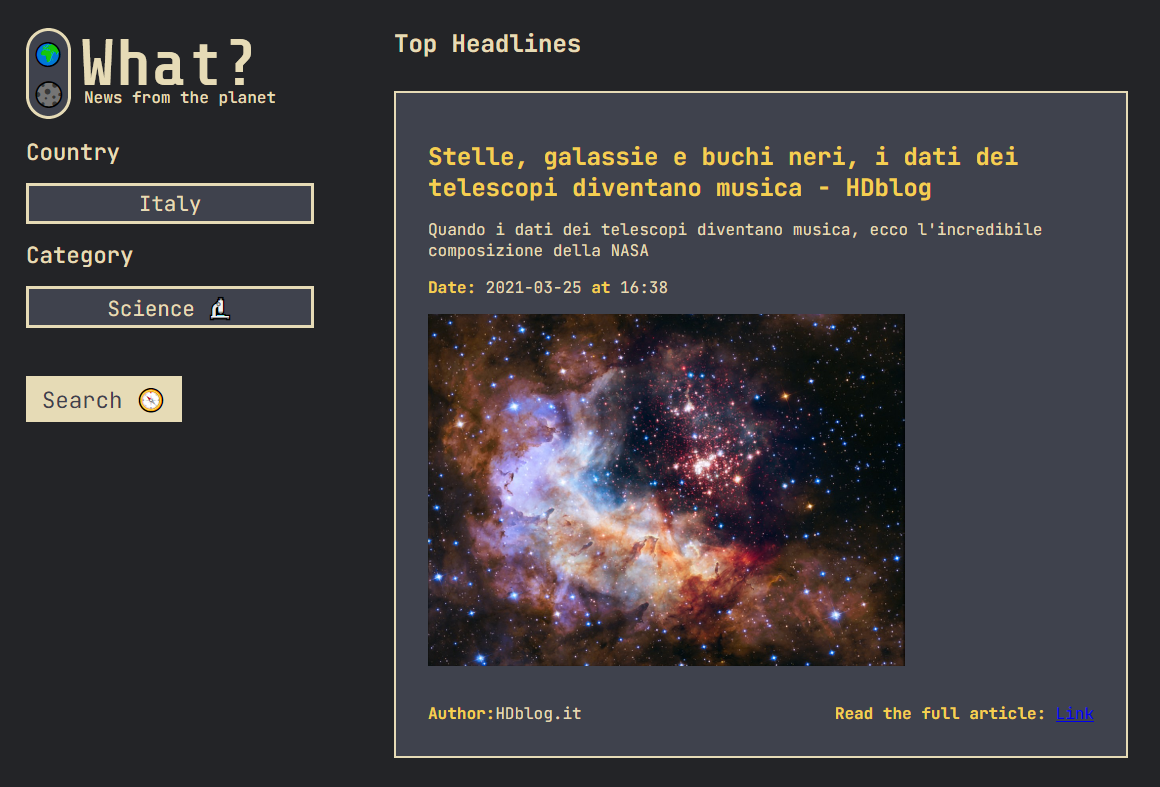 What?
News from the planet
Country
Italy
Category
Science
Search
Top Headlines
Stelle, galassie e buchi neri, i dati dei
telescopi diventano musica - HDblog
Quando i dati dei telescopi diventano musica, ecco l'incredibile
composizione della NASA
Date: 2021-03-25 at 16:38
Author:HDblog.it
Read the full article: Link